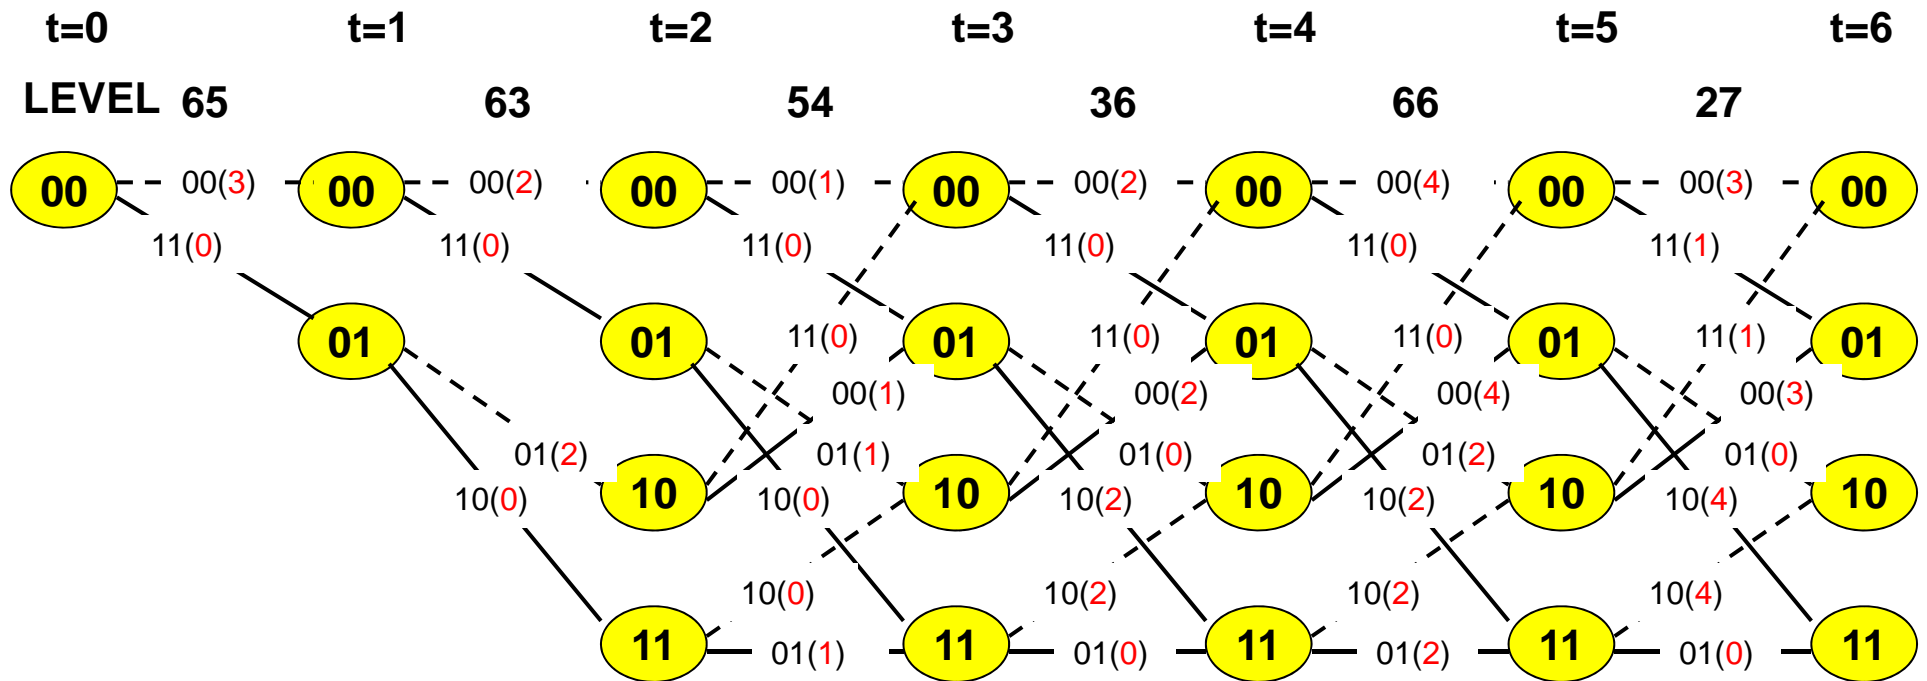 t=0 t=1 t=2 t=3 t=4 t=5 t=6
LEVEL 65 63 54 36 66 27
00 00(3) 00 00(2) 00 00(1) 00 00(2) 00 00(4) 00 00(3) 00
11(0) 11(0) 11(0) 11(0) 11(0) 11(1)
01 01 11(0) 01 11(0) 01 11(0) 01 11(1) 01
00(1) 00(2) 00(4) 00(3)
01(2) 01(1) 01(0) 01(2) 01(0)
10(0) 10 10(0) 10 10(2) 10 10(2) 10 10(4) 10
10(0) 10(2) 10(2) 10(4)
11 01(1) 11 01(0) 11 01(2) 11 01(0) 11